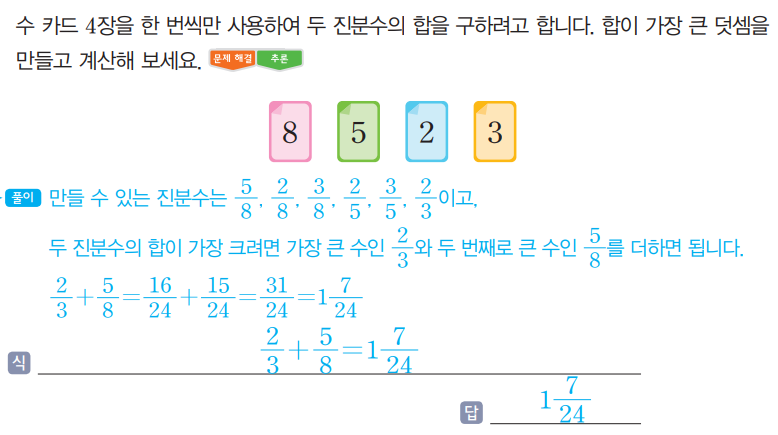 수 카드 4장을 한 번씩만 사용하여 두 진분수의 합을 구하려고 합니다. 합이 가장 큰 덧셈을
만들고 계산해 보세요. 문제 해결 추론
8 5 2 3
풀이 만들 수 있는 진분수는 5/8, 2/8, 3/8, 2/5, 3/5, 2/3이고,
두 진분수의 합이 가장 크려면 가장 큰 수인 2/3와 두 번째로 큰 수인 5/8를 더하면 됩니다.
2/3+5/8=16/24+15/24=31/24=1 7/24
식 2/3+5/8=1 7/24
답 1 7/24